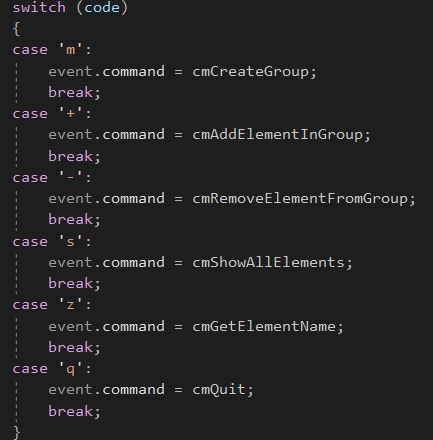 switch (code)
{
case 'm':
event.command = cmCreateGroup;
break;
case '+':
event.command = cmAddElementInGroup;
break;
case '-':
event.command = cmRemoveElementFromGroup;
break;
case 's':
event.command = cmShowAllElements;
break;
case 'z':
event.command = cmGetElementName;
break;
case 'q':
event.command = cmQuit;
break;
}